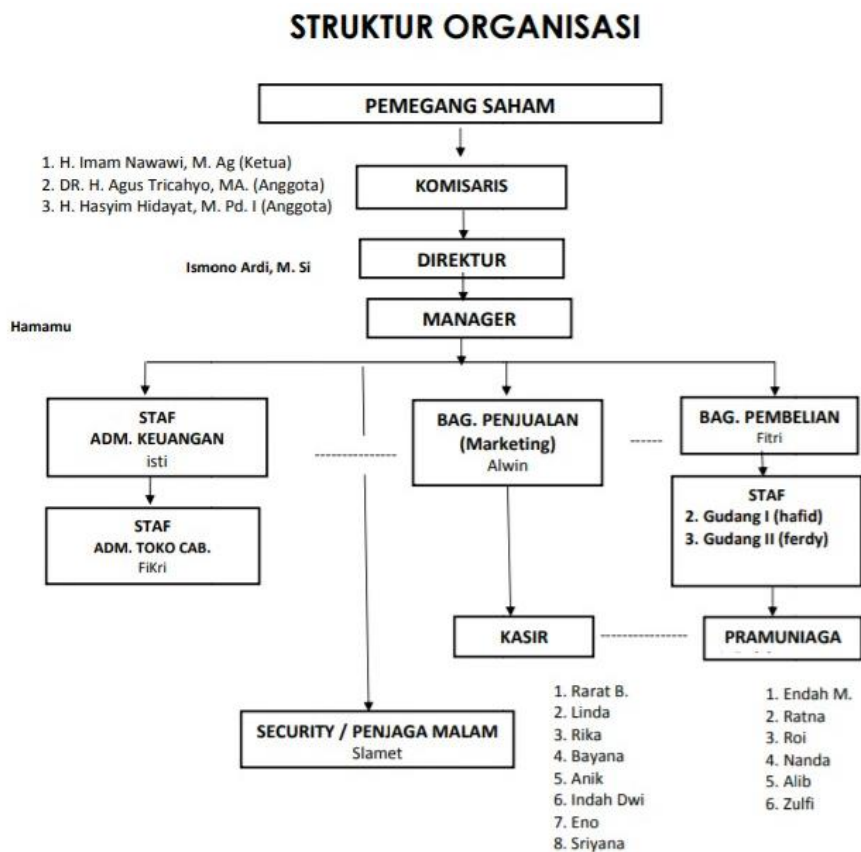 STRUKTUR ORGANISASI
PEMEGANG SAHAM
1. H. Imam Nawawi, M. Ag (Ketua)
2. DR. H. Agus Tricahyo, MA. (Anggota)
3. H. Hasyim Hidayat, M. Pd. I (Anggota)
KOMISARIS
Ismono Ardi, M. Si
DIREKTUR
Hamamu
MANAGER
STAF
ADM. KEUANGAN
isti
BAG. PENJUALAN
(Marketing)
Alwin
BAG. PEMBELIAN
Fitri
STAF
ADM. TOKO CAB.
FiKri
STAF
2. Gudang I (hafid)
3. Gudang II (ferdy)
KASIR
PRAMUNIAGA
SECURITY / PENJAGA MALAM
Slamet
1. Rarat B.
2. Linda
3. Rika
4. Bayana
5. Anik
6. Indah Dwi
7. Eno
8. Sriyana
1. Endah M.
2. Ratna
3. Roi
4. Nanda
5. Alib
6. Zulfi